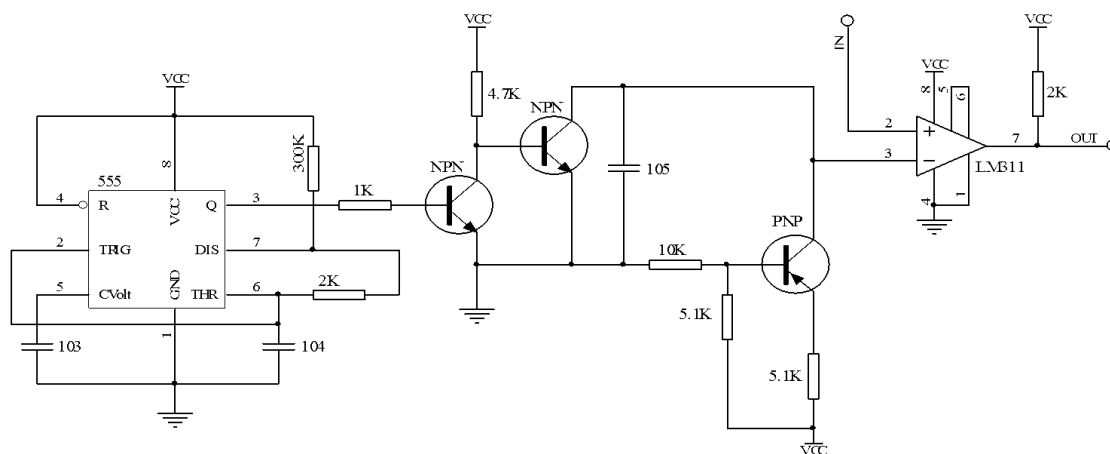 VCC
300K
555
8
4
R
VCC
Q
3
2
TRIG
DIS
7
5
CVolt
GND
THR
6
1
103
104
2K
1K
NPN
VCC
4.7K
NPN
105
10K
5.1K
PNP
5.1K
VCC
IN
VCC
8
5
6
2
3
4
1
7
LM311
VCC
2K
OUT